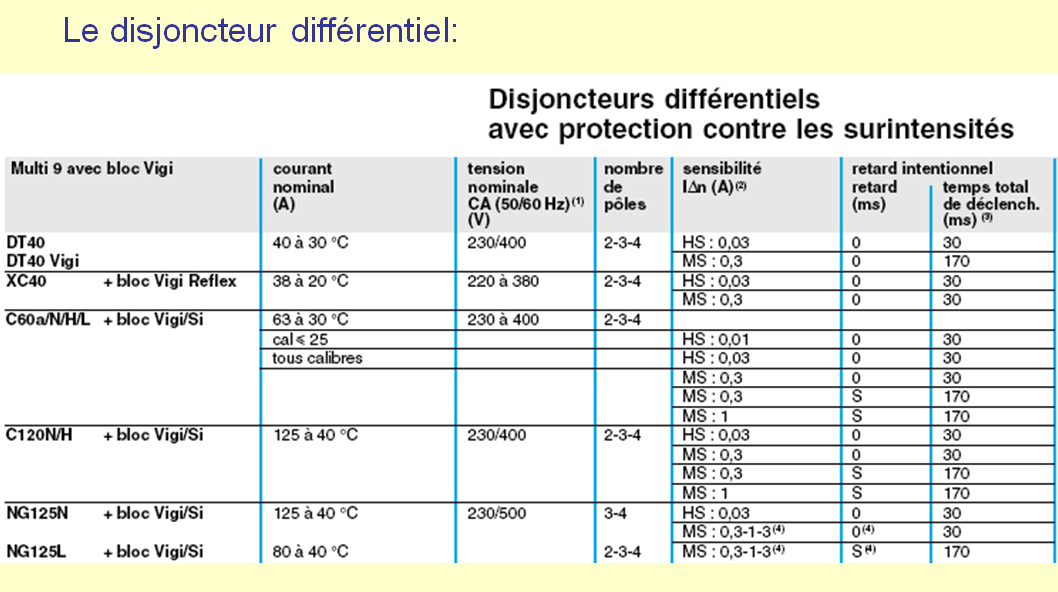 Le disjoncteur différentiel:
Disjoncteurs différentiels
avec protection contre les surintensités
Multi 9 avec bloc Vigi courant nominal (A) tension nominale CA (50/60 Hz)(1) (V) nombre de pôles sensibilité IΔn (A)(2) retard intentionnel retard (ms) temps total de déclench. (ms) (3)
DT40 40 à 30 °C 230/400 2-3-4 HS : 0,03 0 30
DT40 Vigi MS : 0,3 0 170
XC40 + bloc Vigi Reflex 38 à 20 °C 220 à 380 2-3-4 HS : 0,03 0 30
MS : 0,3 0 30
C60a/N/H/L + bloc Vigi/Si 63 à 30 °C 230 à 400 2-3-4
cal ⩽ 25 HS : 0,01 0 30
tous calibres HS : 0,03 0 30
MS : 0,3 0 30
MS : 0,3 S 170
MS : 1 S 170
C120N/H + bloc Vigi/Si 125 à 40 °C 230/400 2-3-4 HS : 0,03 0 30
MS : 0,3 0 30
MS : 0,3 S 170
MS : 1 S 170
NG125N + bloc Vigi/Si 125 à 40 °C 230/500 3-4 HS : 0,03 0 30
MS : 0,3-1-3(4) 0(4) 30
NG125L + bloc Vigi/Si 80 à 40 °C 2-3-4 MS : 0,3-1-3(4) S(4) 170